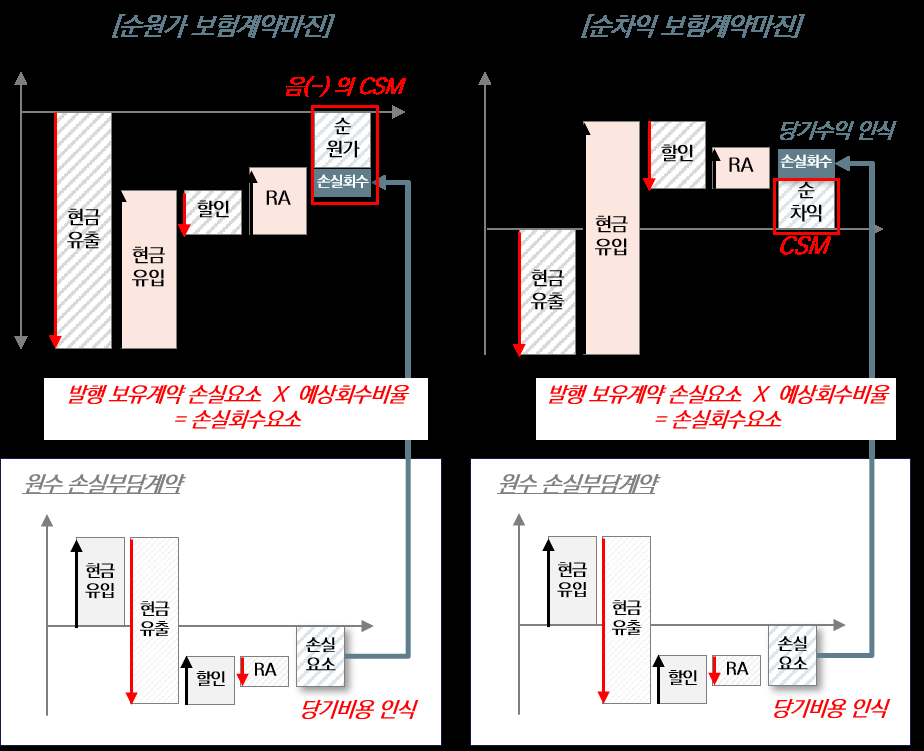 [순원가 보험계약마진]
음(-) 의 CSM
순
원가
손실회수
현금
유출
현금
유입
할인
RA
발행 보유계약 손실요소 X 예상회수비율
= 손실회수요소
원수 손실부담계약
현금
유입
현금
유출
할인
RA
손실
요소
당기비용 인식
[순차익 보험계약마진]
당기수익 인식
할인
RA
손실회수
순
차익
CSM
현금
유입
현금
유출
발행 보유계약 손실요소 X 예상회수비율
= 손실회수요소
원수 손실부담계약
현금
유입
현금
유출
할인
RA
손실
요소
당기비용 인식